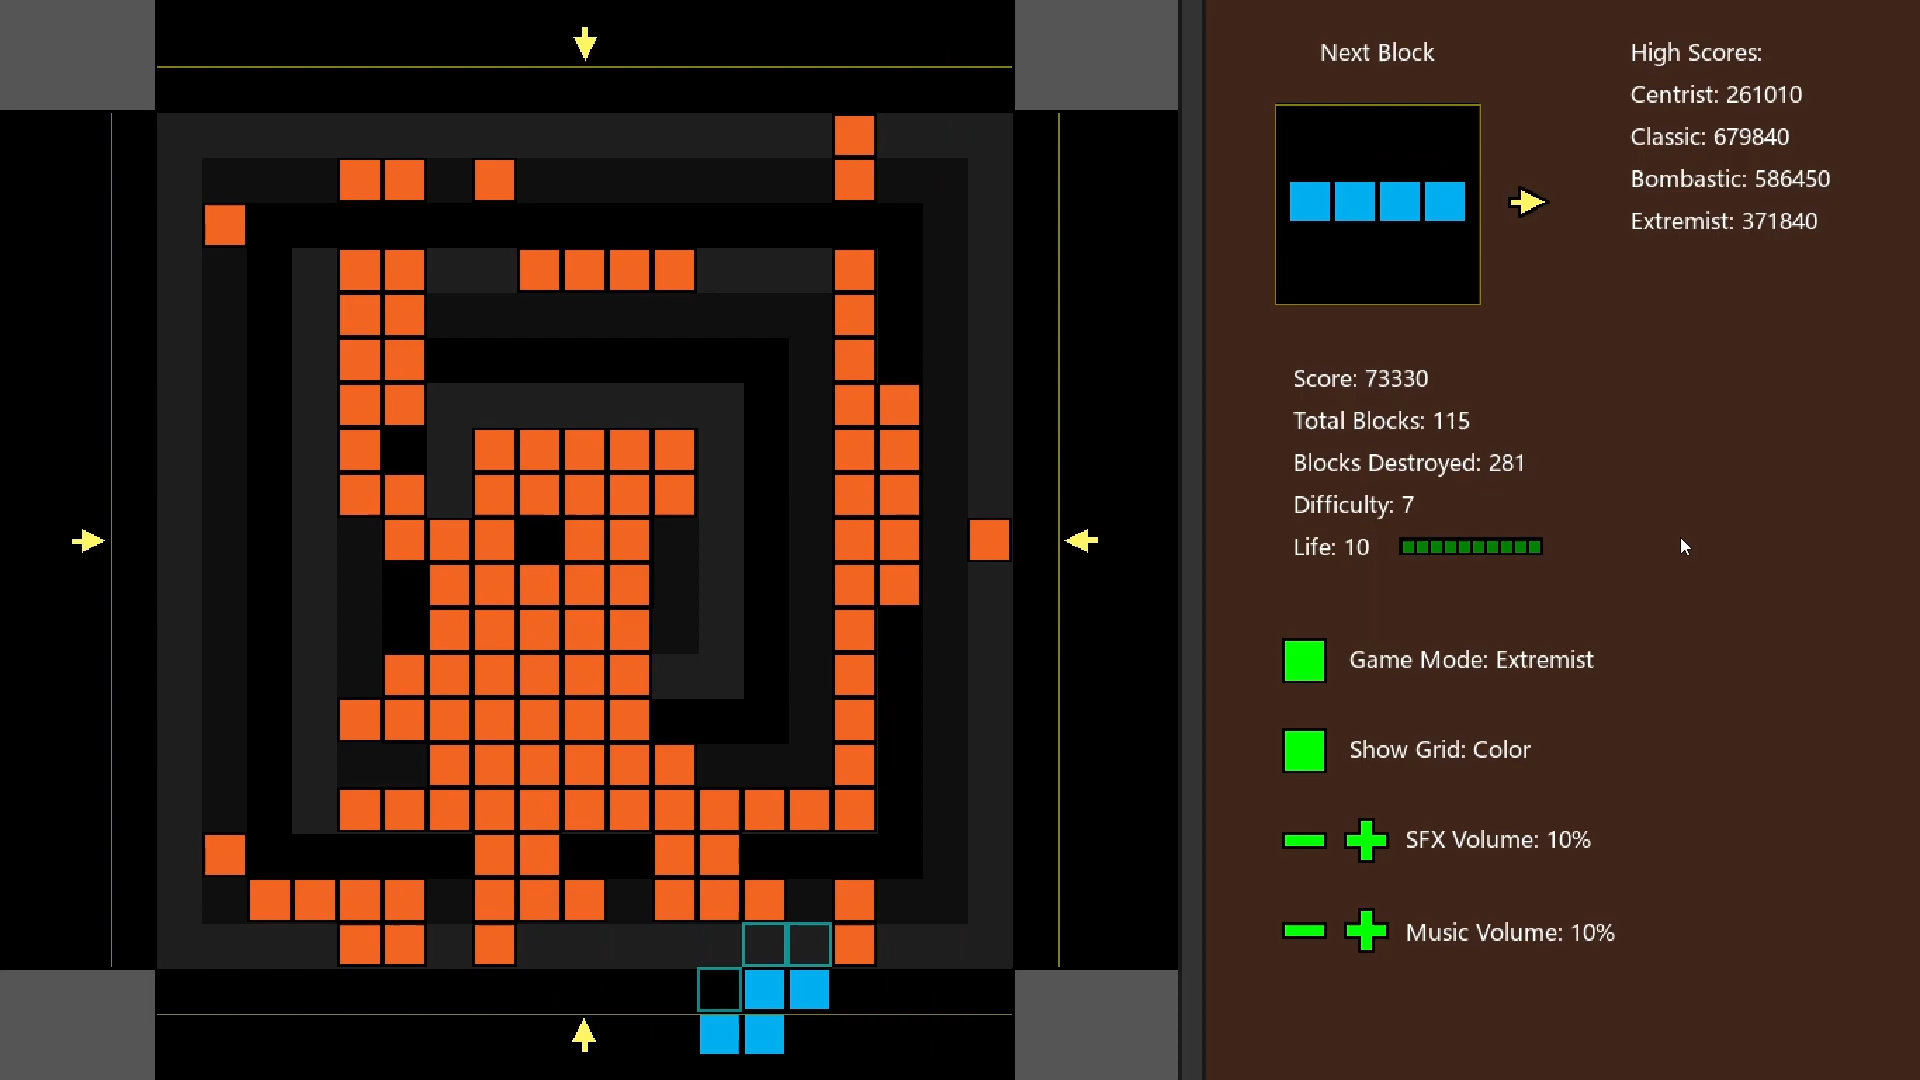 Next Block
High Scores:
Centrist: 261010
Classic: 679840
Bombastic: 586450
Extremist: 371840
Score: 73330
Total Blocks: 115
Blocks Destroyed: 281
Difficulty: 7
Life: 10
Game Mode: Extremist
Show Grid: Color
SFX Volume: 10%
Music Volume: 10%